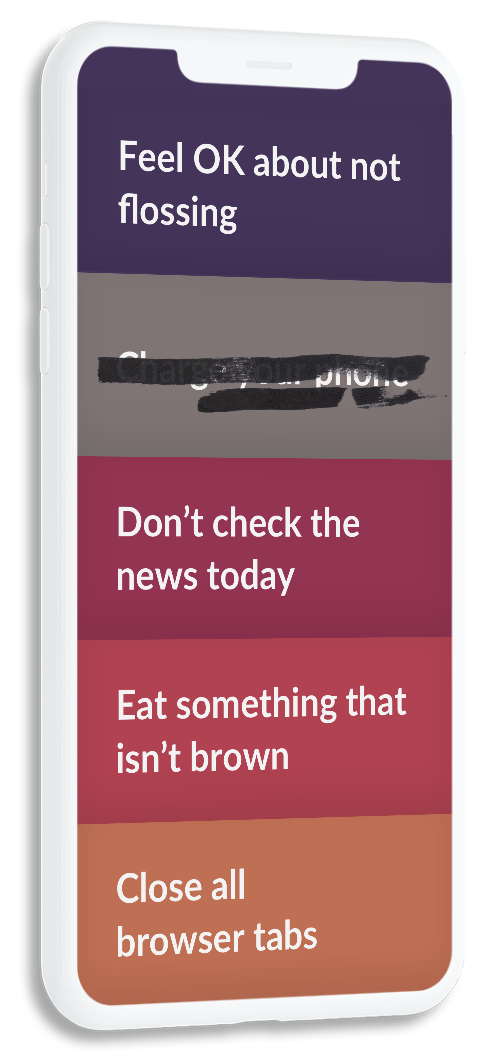 Feel OK about not
flossing
Charge your phone
Don't check the
news today
Eat something that
isn't brown
Close all
browser tabs